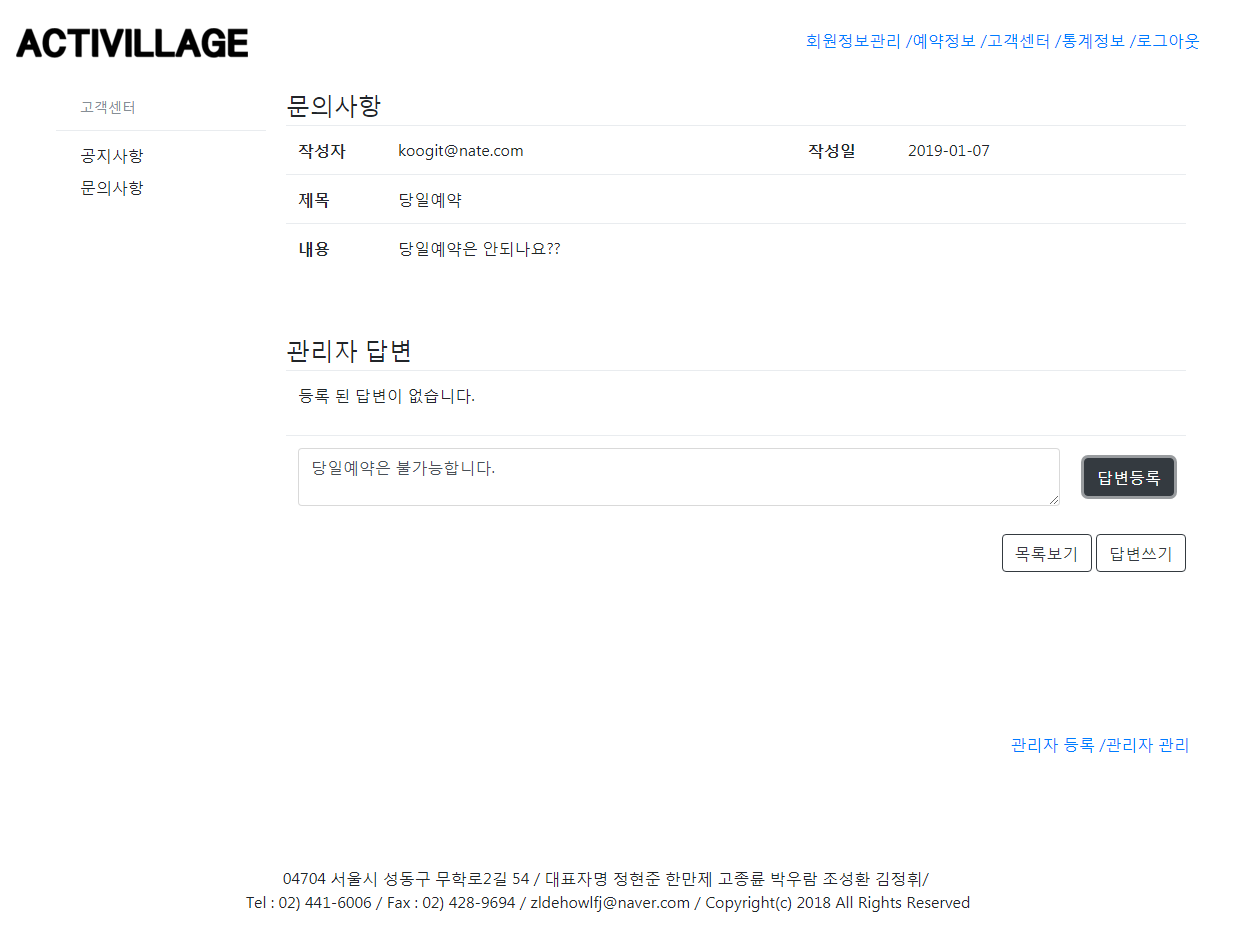 ACTIVILLAGE
회원정보관리 /예약정보 /고객센터 /통계정보 /로그아웃
고객센터
공지사항
문의사항
문의사항
작성자 koogit@nate.com 작성일 2019-01-07
제목 당일예약
내용 당일예약은 안되나요??
관리자 답변
등록 된 답변이 없습니다.
당일예약은 불가능합니다.
답변등록
목록보기 답변쓰기
관리자 등록 /관리자 관리
04704 서울시 성동구 무학로2길 54 / 대표자명 정현준 한만제 고종륜 박우람 조성환 김정휘/
Tel : 02) 441-6006 / Fax : 02) 428-9694 / zldehowlfj@naver.com / Copyright(c) 2018 All Rights Reserved